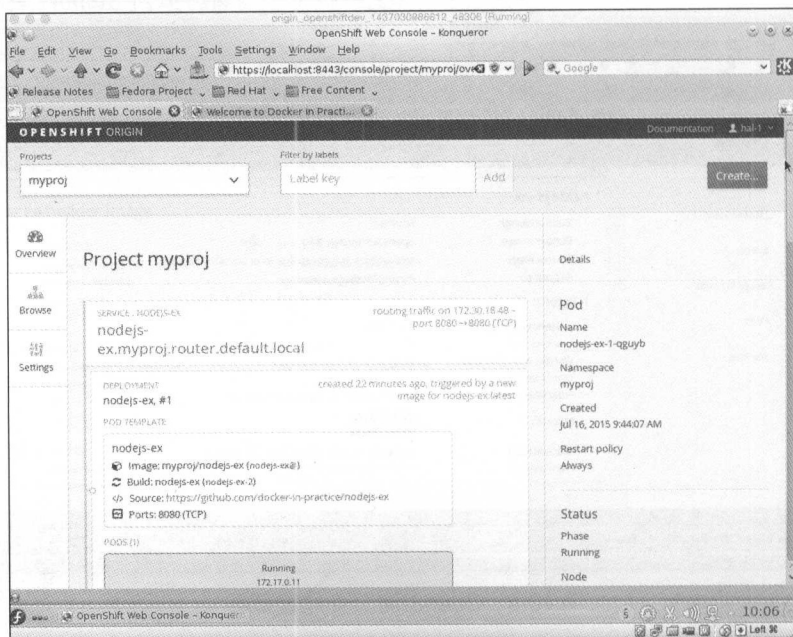 origin_openshiftdev_1437030986612_48306 [Running]
OpenShift Web Console – Konqueror
File Edit View Go Bookmarks Tools Settings Window Help
https://localhost:8443/console/project/myproj/ove
Google
Release Notes Fedora Project Red Hat Free Content
OpenShift Web Console Welcome to Docker in Practi...
OPENSHIFT ORIGIN
Documentation hal-1
Projects
Filter by labels
myproj
Label key
Add
Create...
Overview
Browse
Settings
Project myproj
SERVICE : NODEJS-EX
routing traffic on 172.30.18.48 -
port 8080 → 8080 (TCP)
nodejs-
ex.myproj.router.default.local
DEPLOYMENT
nodejs-ex, #1
created 22 minutes ago, triggered by a new
image for nodejs-ex:latest
POD TEMPLATE
nodejs-ex
Image: myproj/nodejs-ex
Build: nodejs-ex (nodejs-ex-2)
Source: https://github.com/docker-in-practice/nodejs-ex
Ports: 8080 (TCP)
PODS (1)
Running
172.17.0.11
Details
Pod
Name
nodejs-ex-1-qguyb
Namespace
myproj
Created
Jul 16, 2015 9:44:07 AM
Restart policy
Always
Status
Phase
Running
Node
OpenShift Web Console – Konquer
10:06
Left ⌘